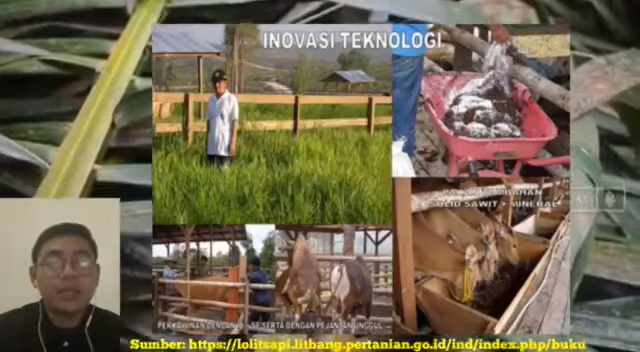 INOVASI TEKNOLOGI
SOLID SAWIT + MINERAL
PERKAWINAN DENGAN
SERTA DENGAN PEJANTAN UNGGUL
Sumber: https://lolitsapi.litbang.pertanian.go.id/ind/index.php/buku